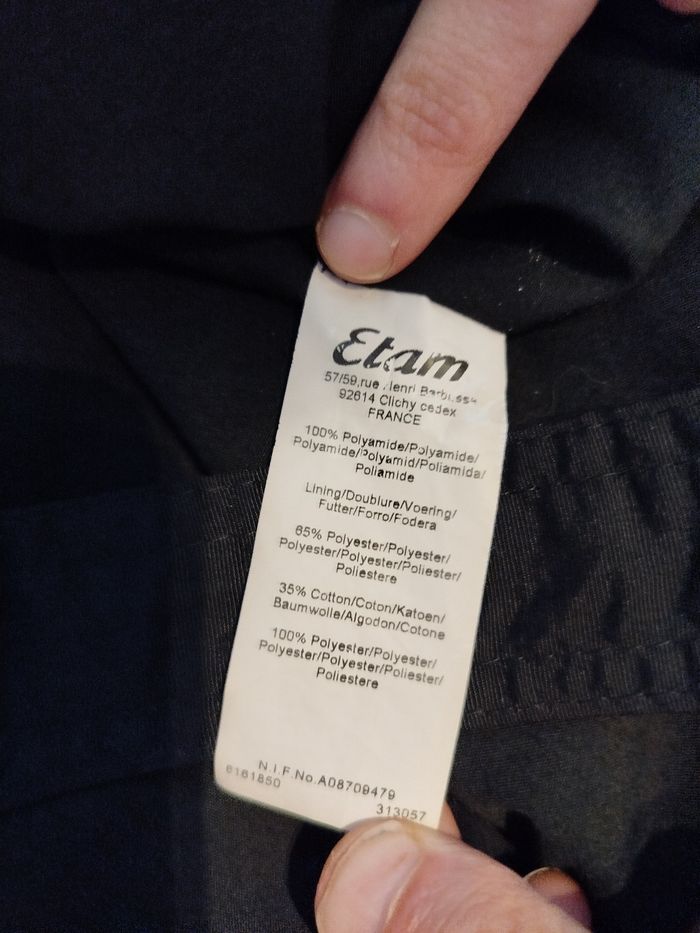 Etam
57/59,rue Henri Barbusse
92614 Clichy cedex
FRANCE
100% Polyamide/Polyamide/
Polyamide/Polyamid/Poliamida/
Poliamide
Lining/Doublure/Voering/
Futter/Forro/Fodera
65% Polyester/Polyester/
Polyester/Polyester/Poliester/
Poliestere
35% Cotton/Coton/Katoen/
Baumwolle/Algodon/Cotone
100% Polyester/Polyester/
Polyester/Polyester/Poliester/
Poliestere
N.I.F.No.A08709479
6161850
313057